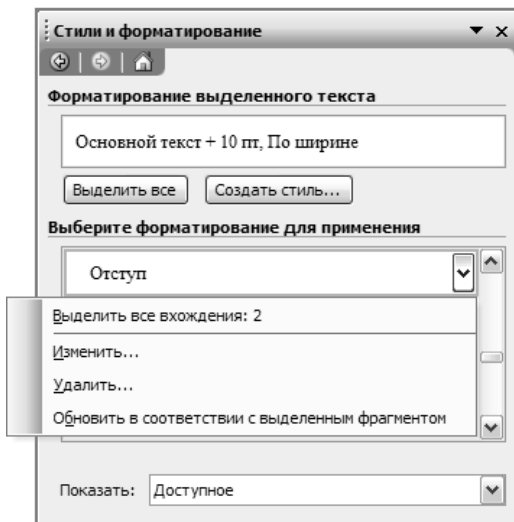 Стили и форматирование
Форматирование выделенного текста
Основной текст + 10 пт, По ширине
Выделить все Создать стиль...
Выберите форматирование для применения
Отступ
Выделить все вхождения: 2
Изменить...
Удалить...
Обновить в соответствии с выделенным фрагментом
Показать: Доступное